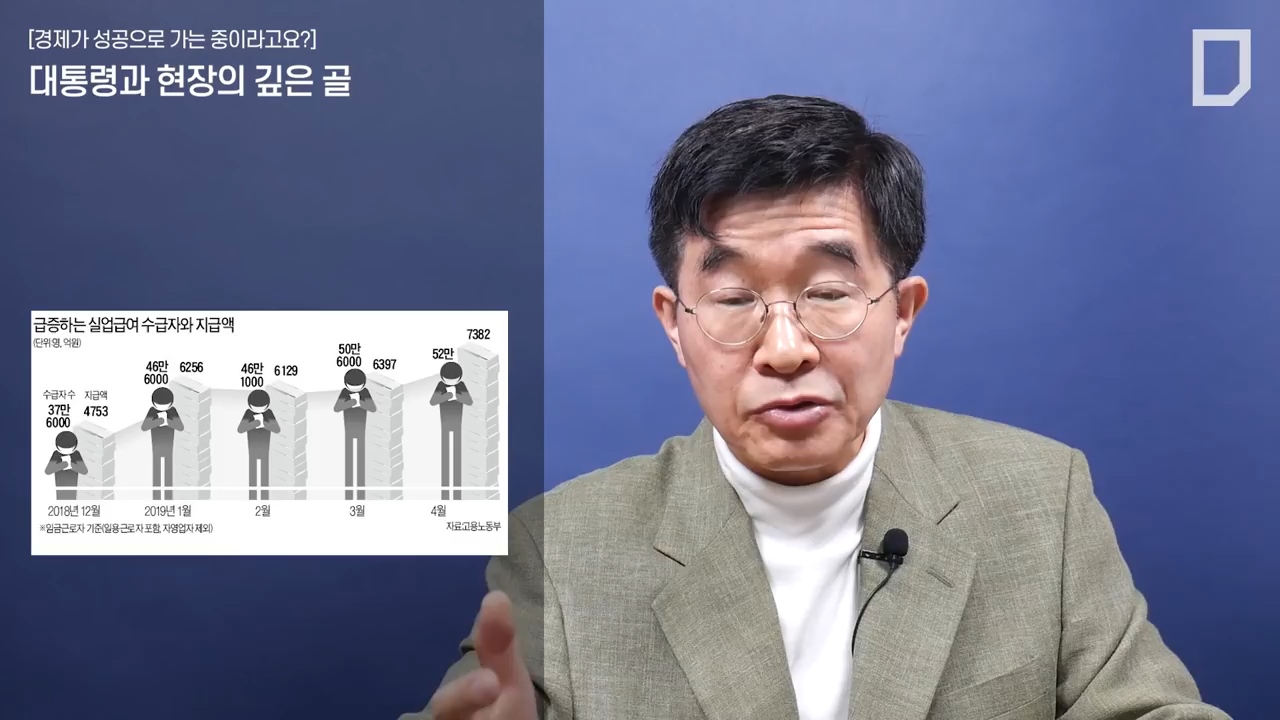 [경제가 성공으로 가는 중이라고요?]
대통령과 현장의 깊은 골
급증하는 실업급여 수급자와 지급액
(단위:명, 억원)
수급자 수 지급액
37만
6000
4753
46만
6000
6256
46만
1000
6129
50만
6000
6397
52만
7382
2018년 12월 2019년 1월 2월 3월 4월
※임금근로자 기준(일용근로자 포함, 자영업자 제외)
자료:고용노동부